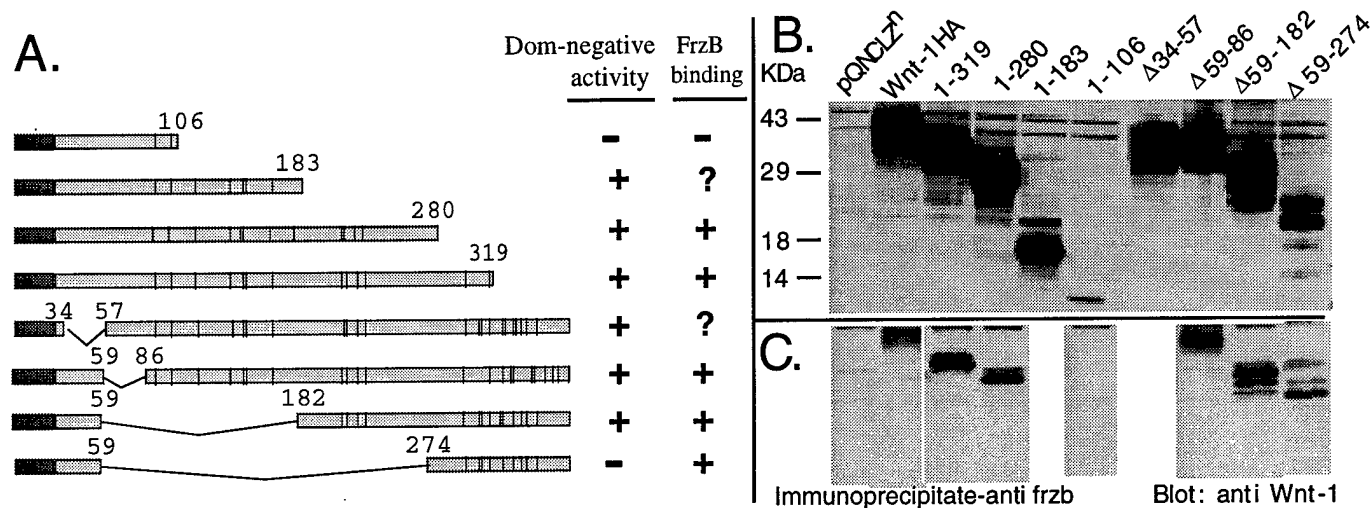 A.
Dom-negative activity
FrzB binding
106
- -
183
+ ?
280
+ +
319
+ +
34 57
+ ?
59 86
+ +
59 182
+ +
59 274
- +
B.
KDa
pQNCLZⁿ
Wnt-1HA
1-319
1-280
1-183
1-106
Δ34-57
Δ59-86
Δ59-182
Δ59-274
43
29
18
14
C.
Immunoprecipitate-anti frzb
Blot: anti Wnt-1